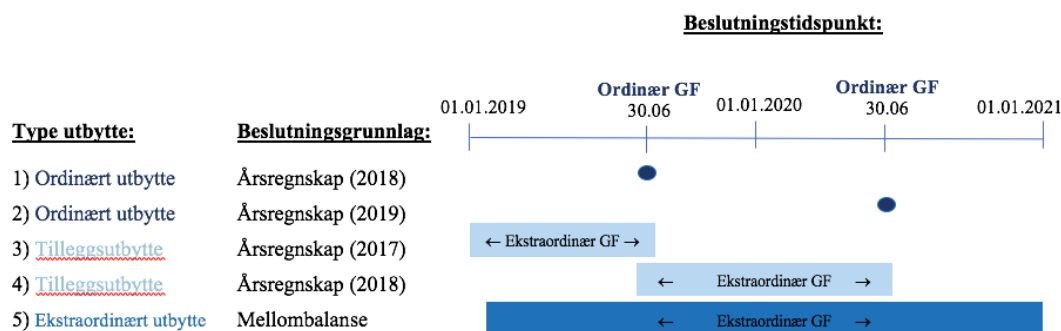 Beslutningstidspunkt:
Ordinær GF Ordinær GF
01.01.2019 30.06 01.01.2020 30.06 01.01.2021
Type utbytte: Beslutningsgrunnlag:
1) Ordinært utbytte Årsregnskap (2018)
2) Ordinært utbytte Årsregnskap (2019)
3) Tilleggsutbytte Årsregnskap (2017) ← Ekstraordinær GF →
4) Tilleggsutbytte Årsregnskap (2018) ← Ekstraordinær GF →
5) Ekstraordinært utbytte Mellombalanse ← Ekstraordinær GF →